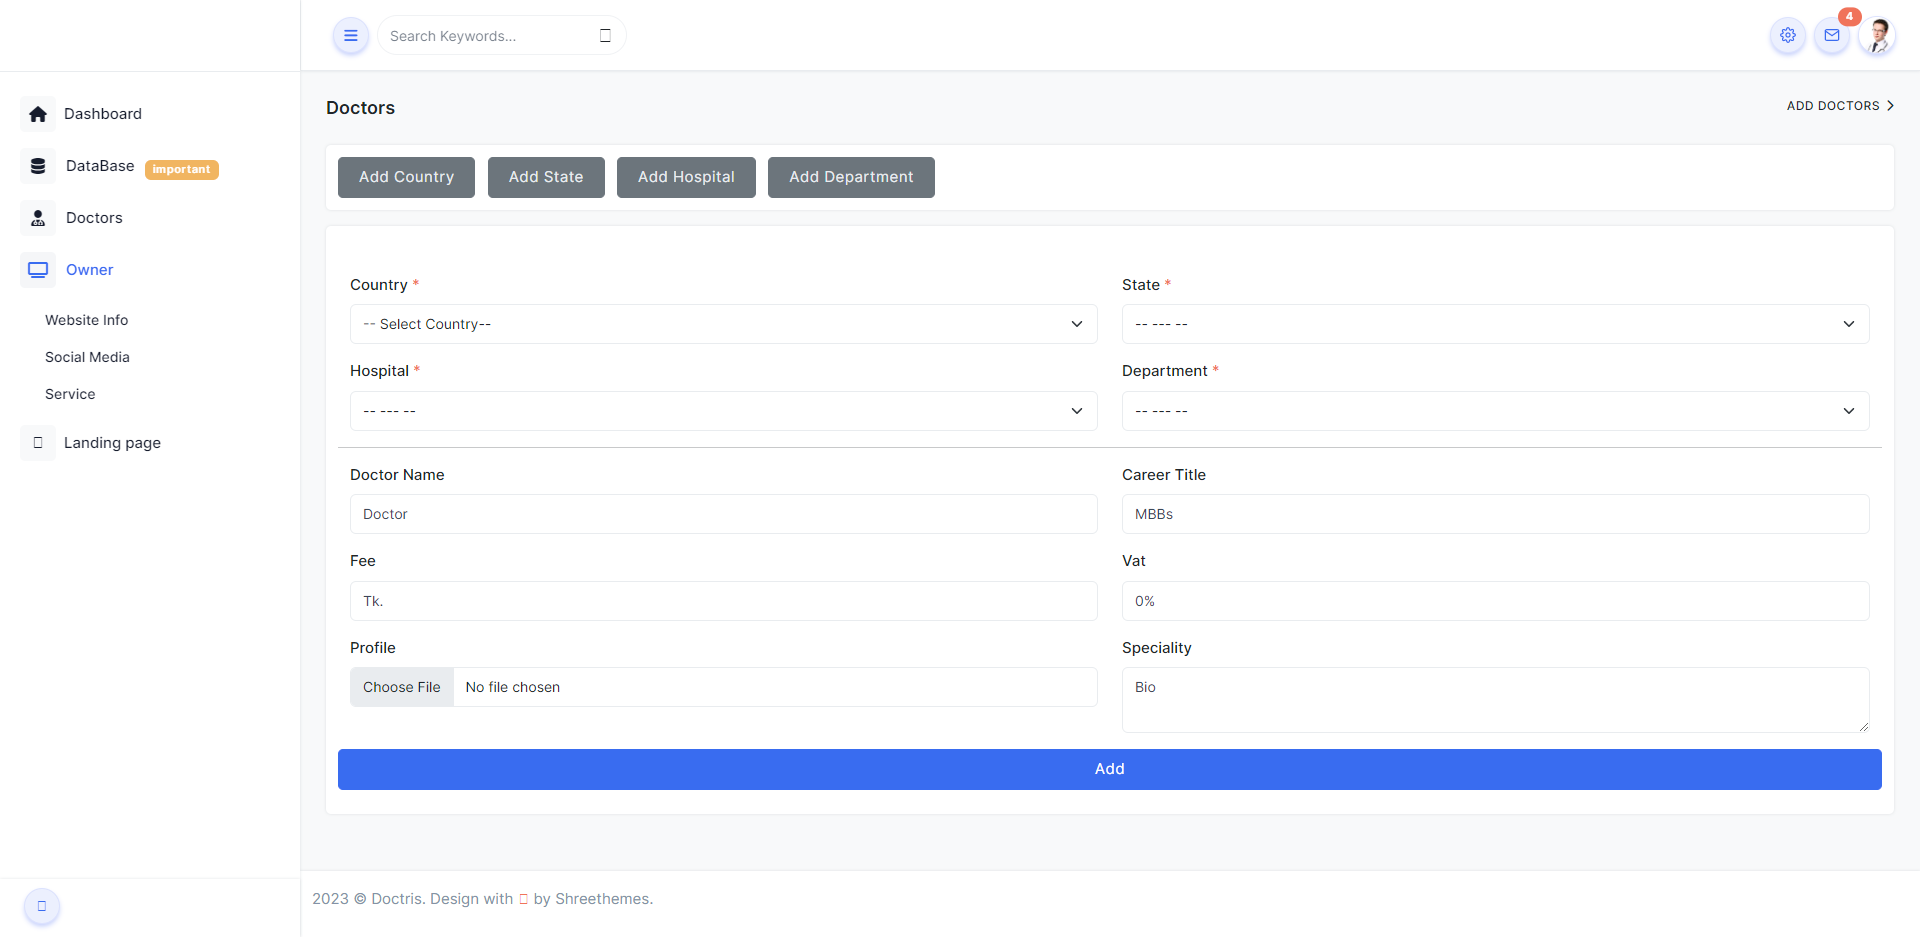 Search Keywords...
4
Dashboard
DataBase important
Doctors
Owner
Website Info
Social Media
Service
Landing page
Doctors
ADD DOCTORS
Add Country
Add State
Add Hospital
Add Department
Country *
State *
-- Select Country--
-- --- --
Hospital *
Department *
-- --- --
-- --- --
Doctor Name
Career Title
Doctor
MBBs
Fee
Vat
Tk.
0%
Profile
Speciality
Choose File No file chosen
Bio
Add
2023 © Doctris. Design with by Shreethemes.